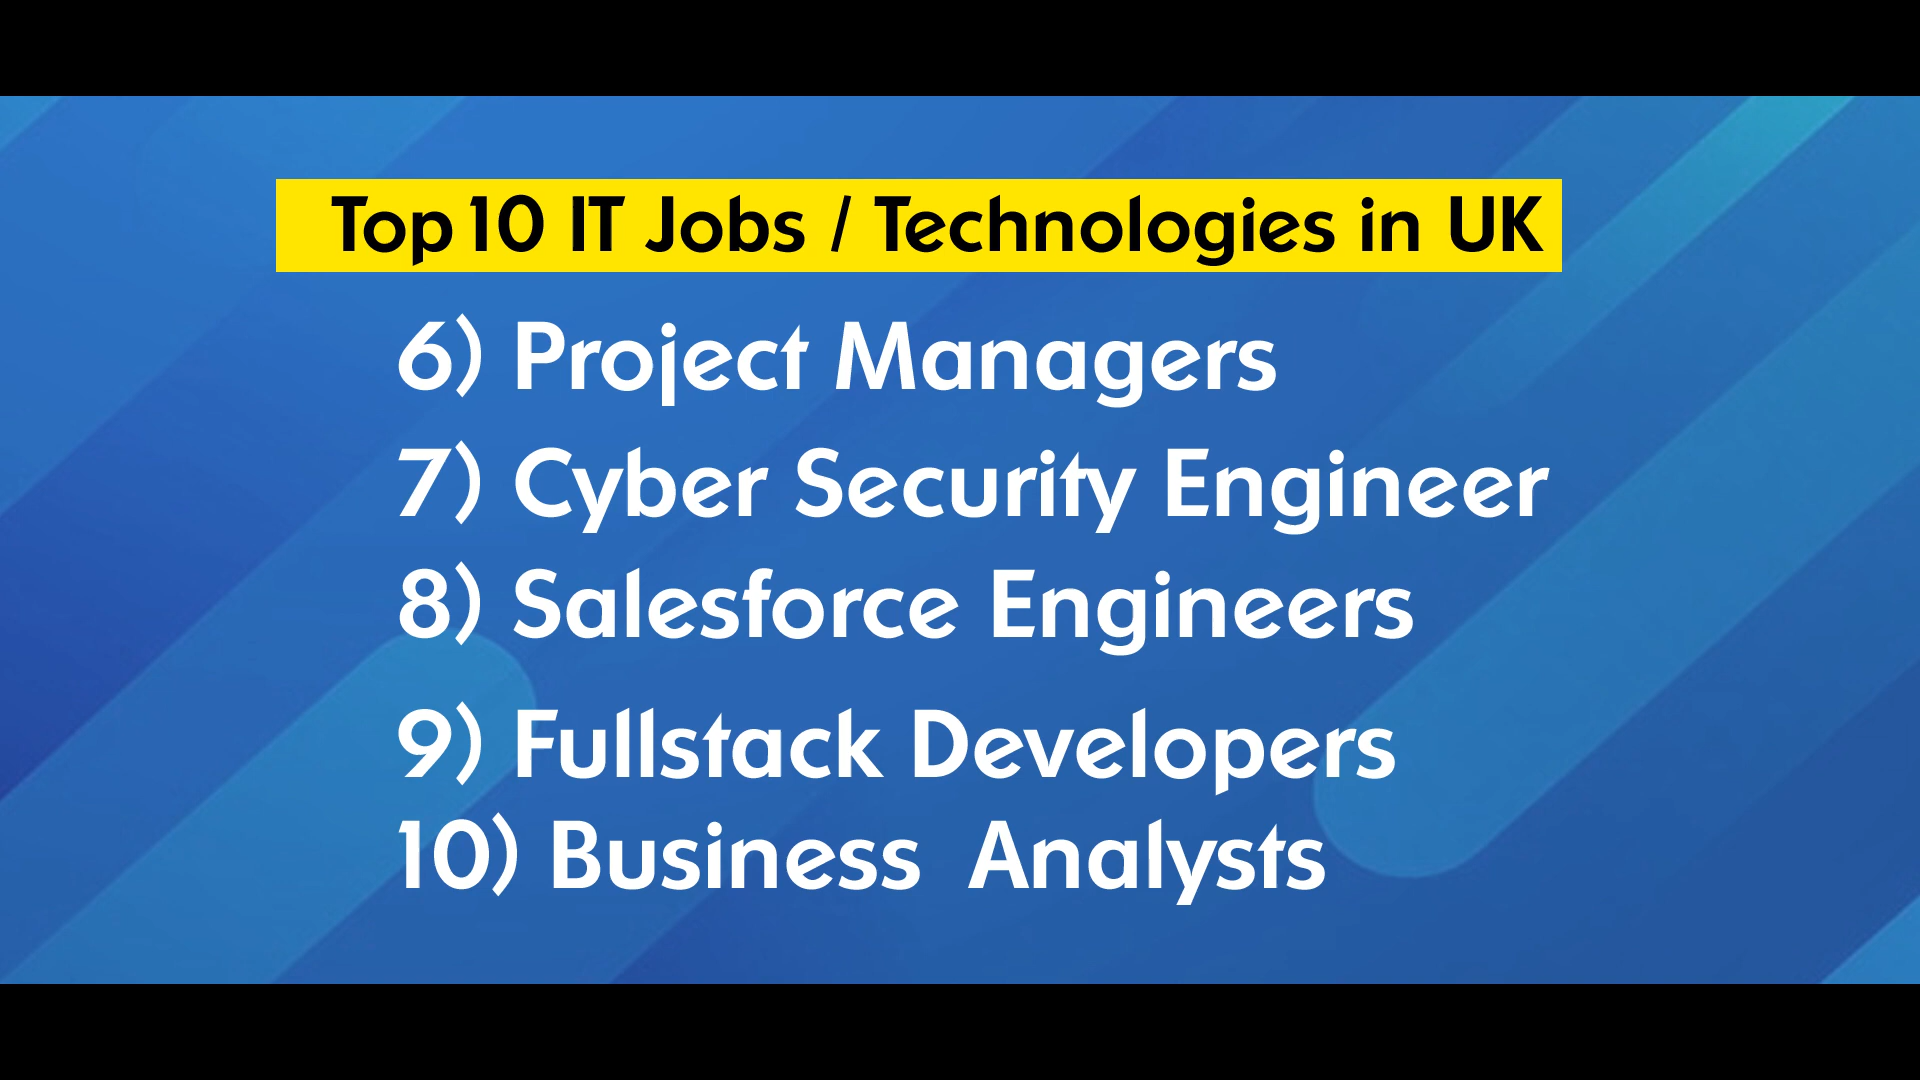 Top 10 IT Jobs / Technologies in UK
6) Project Managers
7) Cyber Security Engineer
8) Salesforce Engineers
9) Fullstack Developers
10) Business Analysts